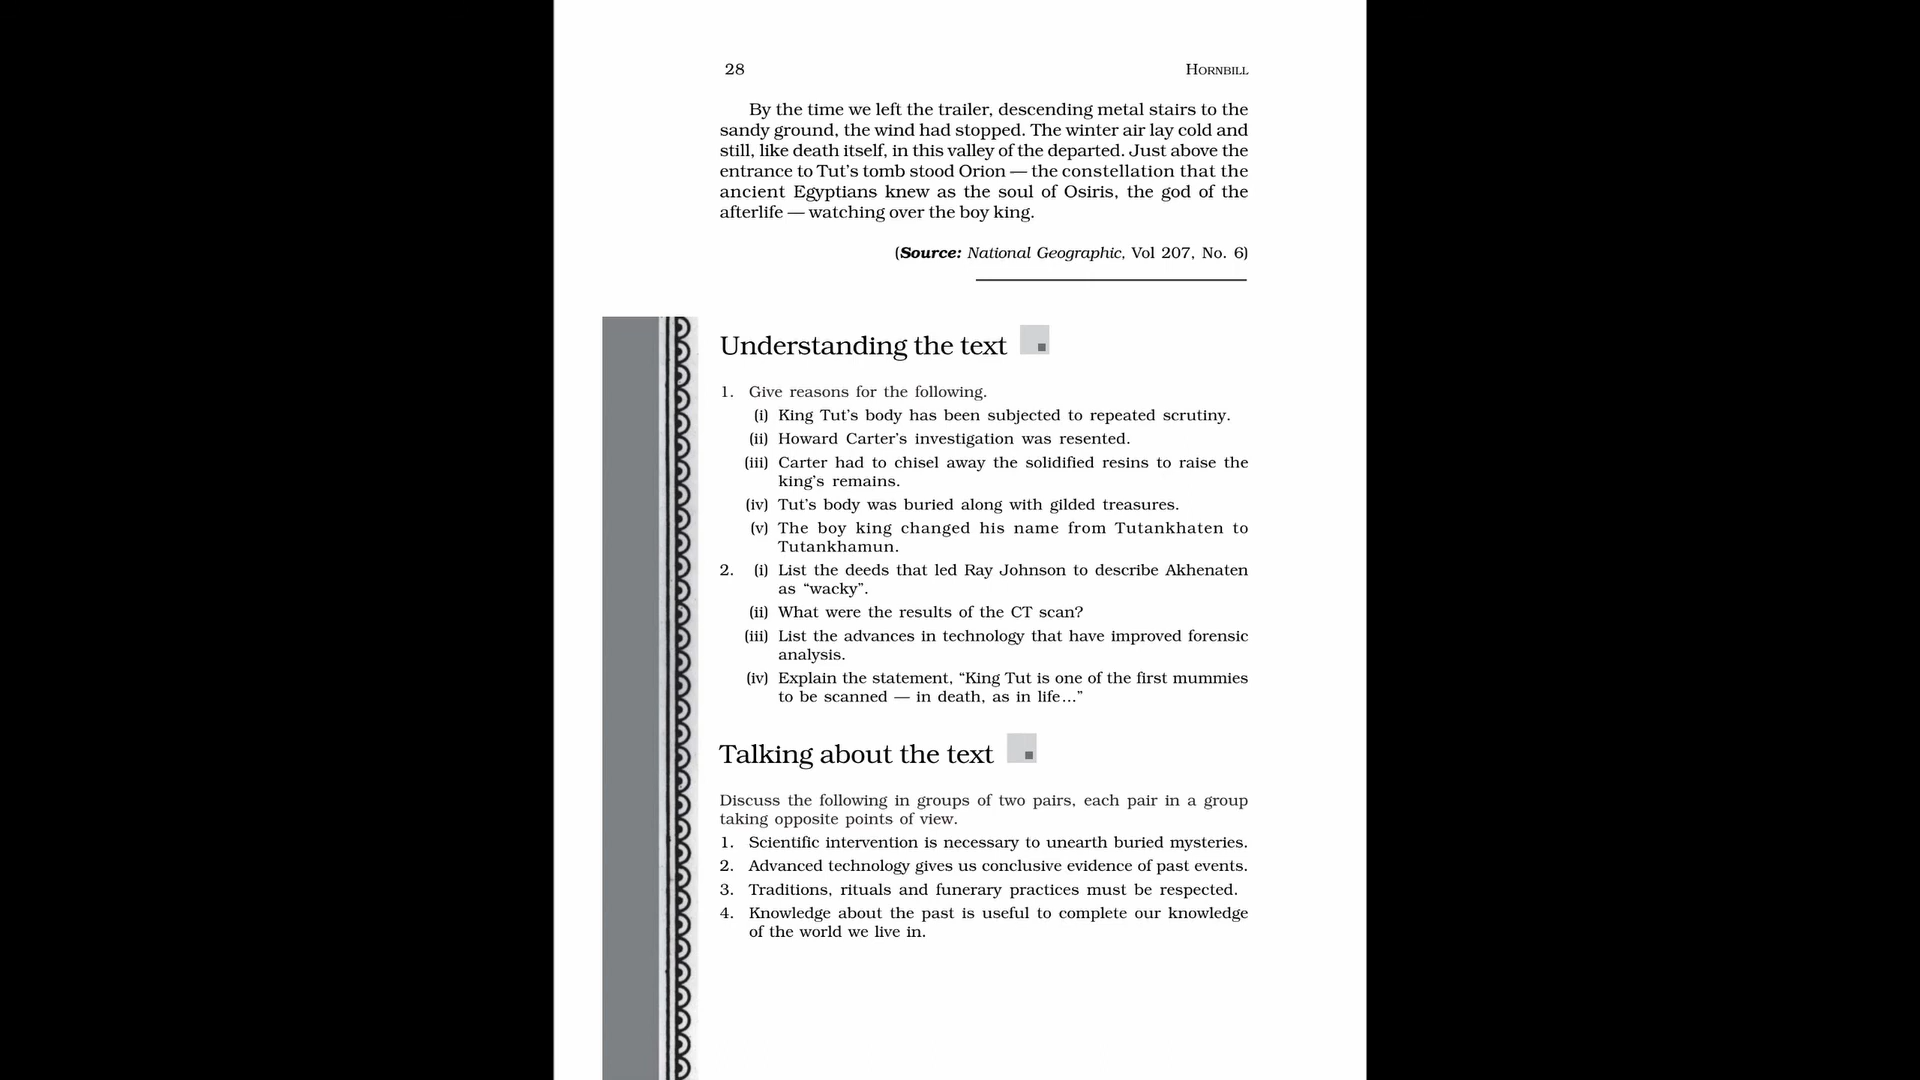 28 HORNBILL
By the time we left the trailer, descending metal stairs to the
sandy ground, the wind had stopped. The winter air lay cold and
still, like death itself, in this valley of the departed. Just above the
entrance to Tut’s tomb stood Orion — the constellation that the
ancient Egyptians knew as the soul of Osiris, the god of the
afterlife — watching over the boy king.
(Source: National Geographic, Vol 207, No. 6)
Understanding the text
1. Give reasons for the following.
(i) King Tut’s body has been subjected to repeated scrutiny.
(ii) Howard Carter’s investigation was resented.
(iii) Carter had to chisel away the solidified resins to raise the
king’s remains.
(iv) Tut’s body was buried along with gilded treasures.
(v) The boy king changed his name from Tutankhaten to
Tutankhamun.
2. (i) List the deeds that led Ray Johnson to describe Akhenaten
as “wacky”.
(ii) What were the results of the CT scan?
(iii) List the advances in technology that have improved forensic
analysis.
(iv) Explain the statement, “King Tut is one of the first mummies
to be scanned — in death, as in life...”
Talking about the text
Discuss the following in groups of two pairs, each pair in a group
taking opposite points of view.
1. Scientific intervention is necessary to unearth buried mysteries.
2. Advanced technology gives us conclusive evidence of past events.
3. Traditions, rituals and funerary practices must be respected.
4. Knowledge about the past is useful to complete our knowledge
of the world we live in.